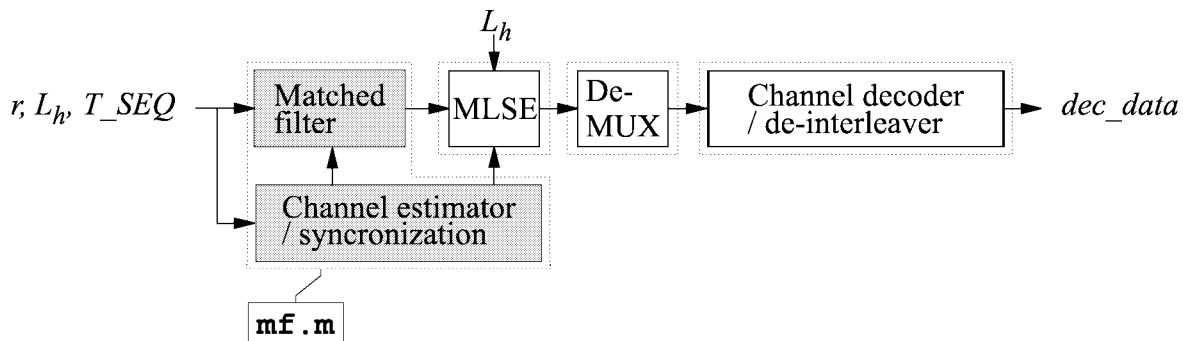 L_h
r, L_h, T_SEQ
Matched
filter
MLSE
De-
MUX
Channel decoder
/ de-interleaver
dec_data
Channel estimator
/ syncronization
mf.m